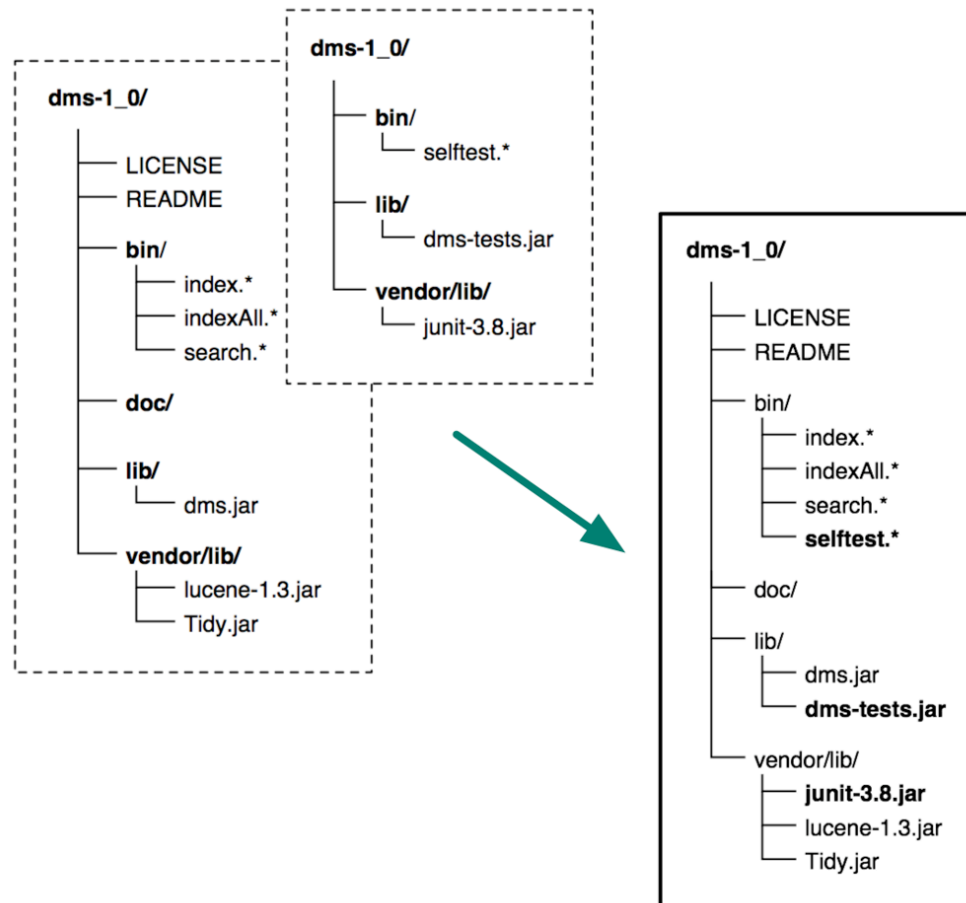 dms-1_0/
LICENSE
README
bin/
index.*
indexAll.*
search.*
doc/
lib/
dms.jar
vendor/lib/
lucene-1.3.jar
Tidy.jar
dms-1_0/
bin/
selftest.*
lib/
dms-tests.jar
vendor/lib/
junit-3.8.jar
dms-1_0/
LICENSE
README
bin/
index.*
indexAll.*
search.*
selftest.*
doc/
lib/
dms.jar
dms-tests.jar
vendor/lib/
junit-3.8.jar
lucene-1.3.jar
Tidy.jar